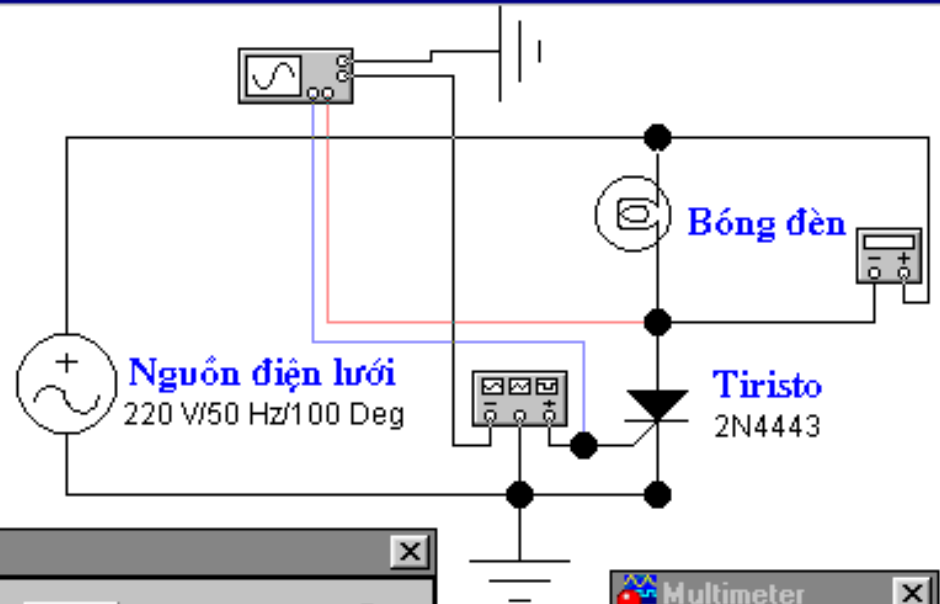 Bóng đèn
Nguồn điện lưới
220 V/50 Hz/100 Deg
Tiristo
2N4443
Multimeter